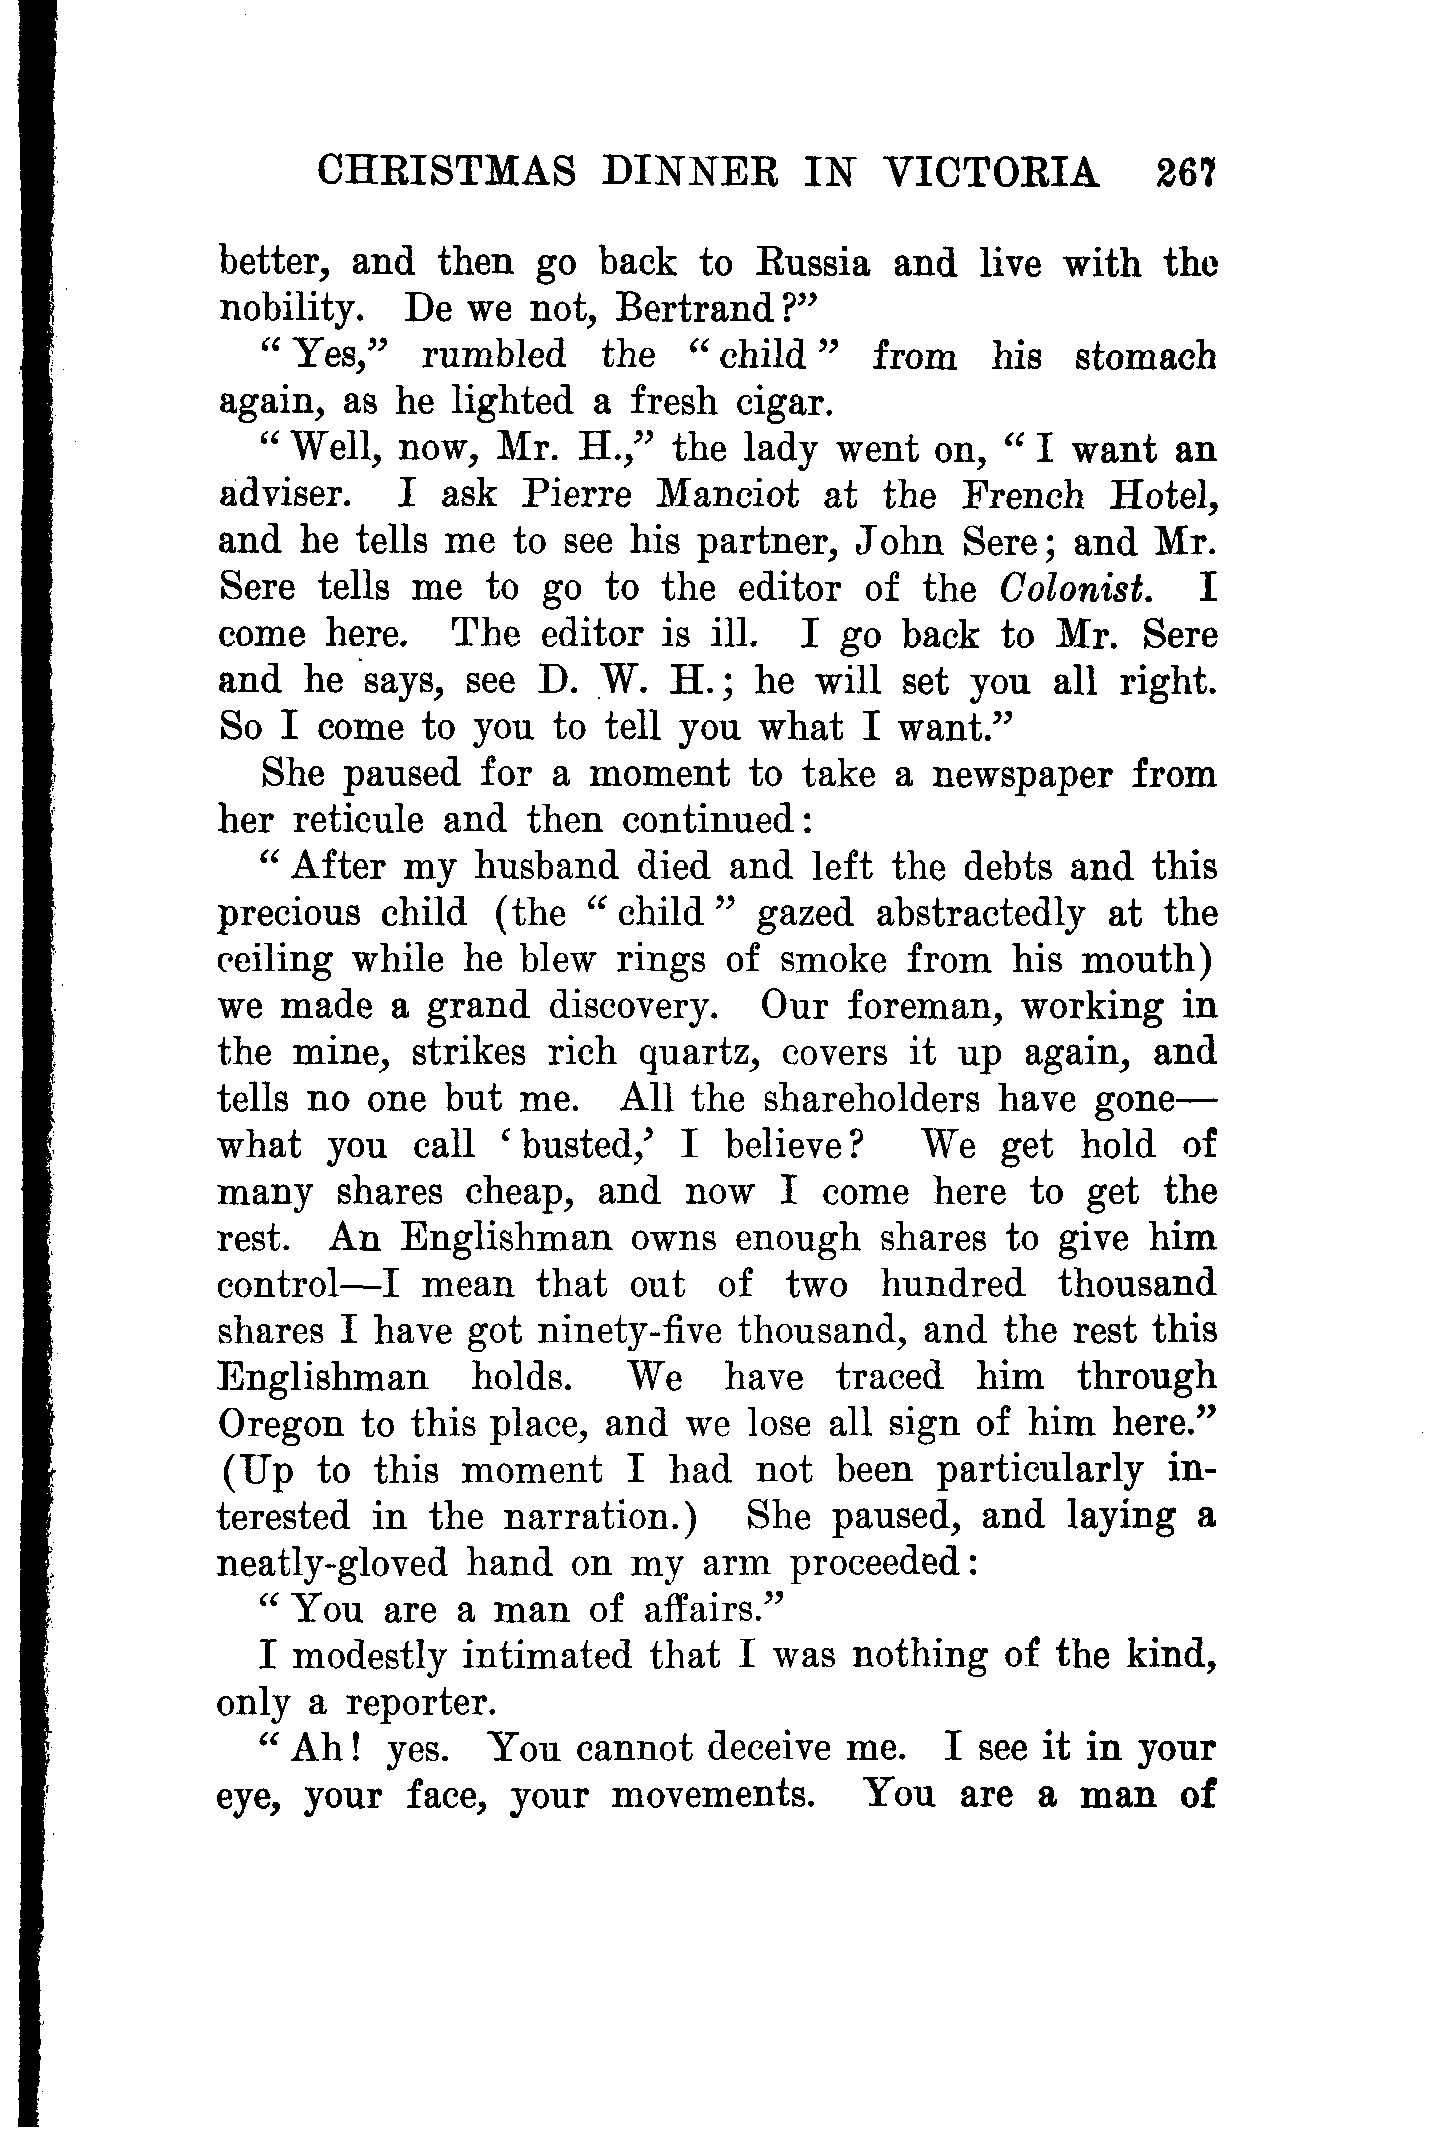 CHRISTMAS DINNER IN VICTORIA 267
better, and then go back to Russia and live with the
nobility. De we not, Bertrand?”
“Yes,” rumbled the “child” from his stomach
again, as he lighted a fresh cigar.
“Well, now, Mr. H.,” the lady went on, “I want an
adviser. I ask Pierre Manciot at the French Hotel,
and he tells me to see his partner, John Sere; and Mr.
Sere tells me to go to the editor of the Colonist. I
come here. The editor is ill. I go back to Mr. Sere
and he says, see D. W. H.; he will set you all right.
So I come to you to tell you what I want.”
She paused for a moment to take a newspaper from
her reticule and then continued:
“After my husband died and left the debts and this
precious child (the “child” gazed abstractedly at the
ceiling while he blew rings of smoke from his mouth)
we made a grand discovery. Our foreman, working in
the mine, strikes rich quartz, covers it up again, and
tells no one but me. All the shareholders have gone—
what you call ‘busted,’ I believe? We get hold of
many shares cheap, and now I come here to get the
rest. An Englishman owns enough shares to give him
control—I mean that out of two hundred thousand
shares I have got ninety-five thousand, and the rest this
Englishman holds. We have traced him through
Oregon to this place, and we lose all sign of him here.”
(Up to this moment I had not been particularly in-
terested in the narration.) She paused, and laying a
neatly-gloved hand on my arm proceeded:
“You are a man of affairs.”
I modestly intimated that I was nothing of the kind,
only a reporter.
“Ah! yes. You cannot deceive me. I see it in your
eye, your face, your movements. You are a man of